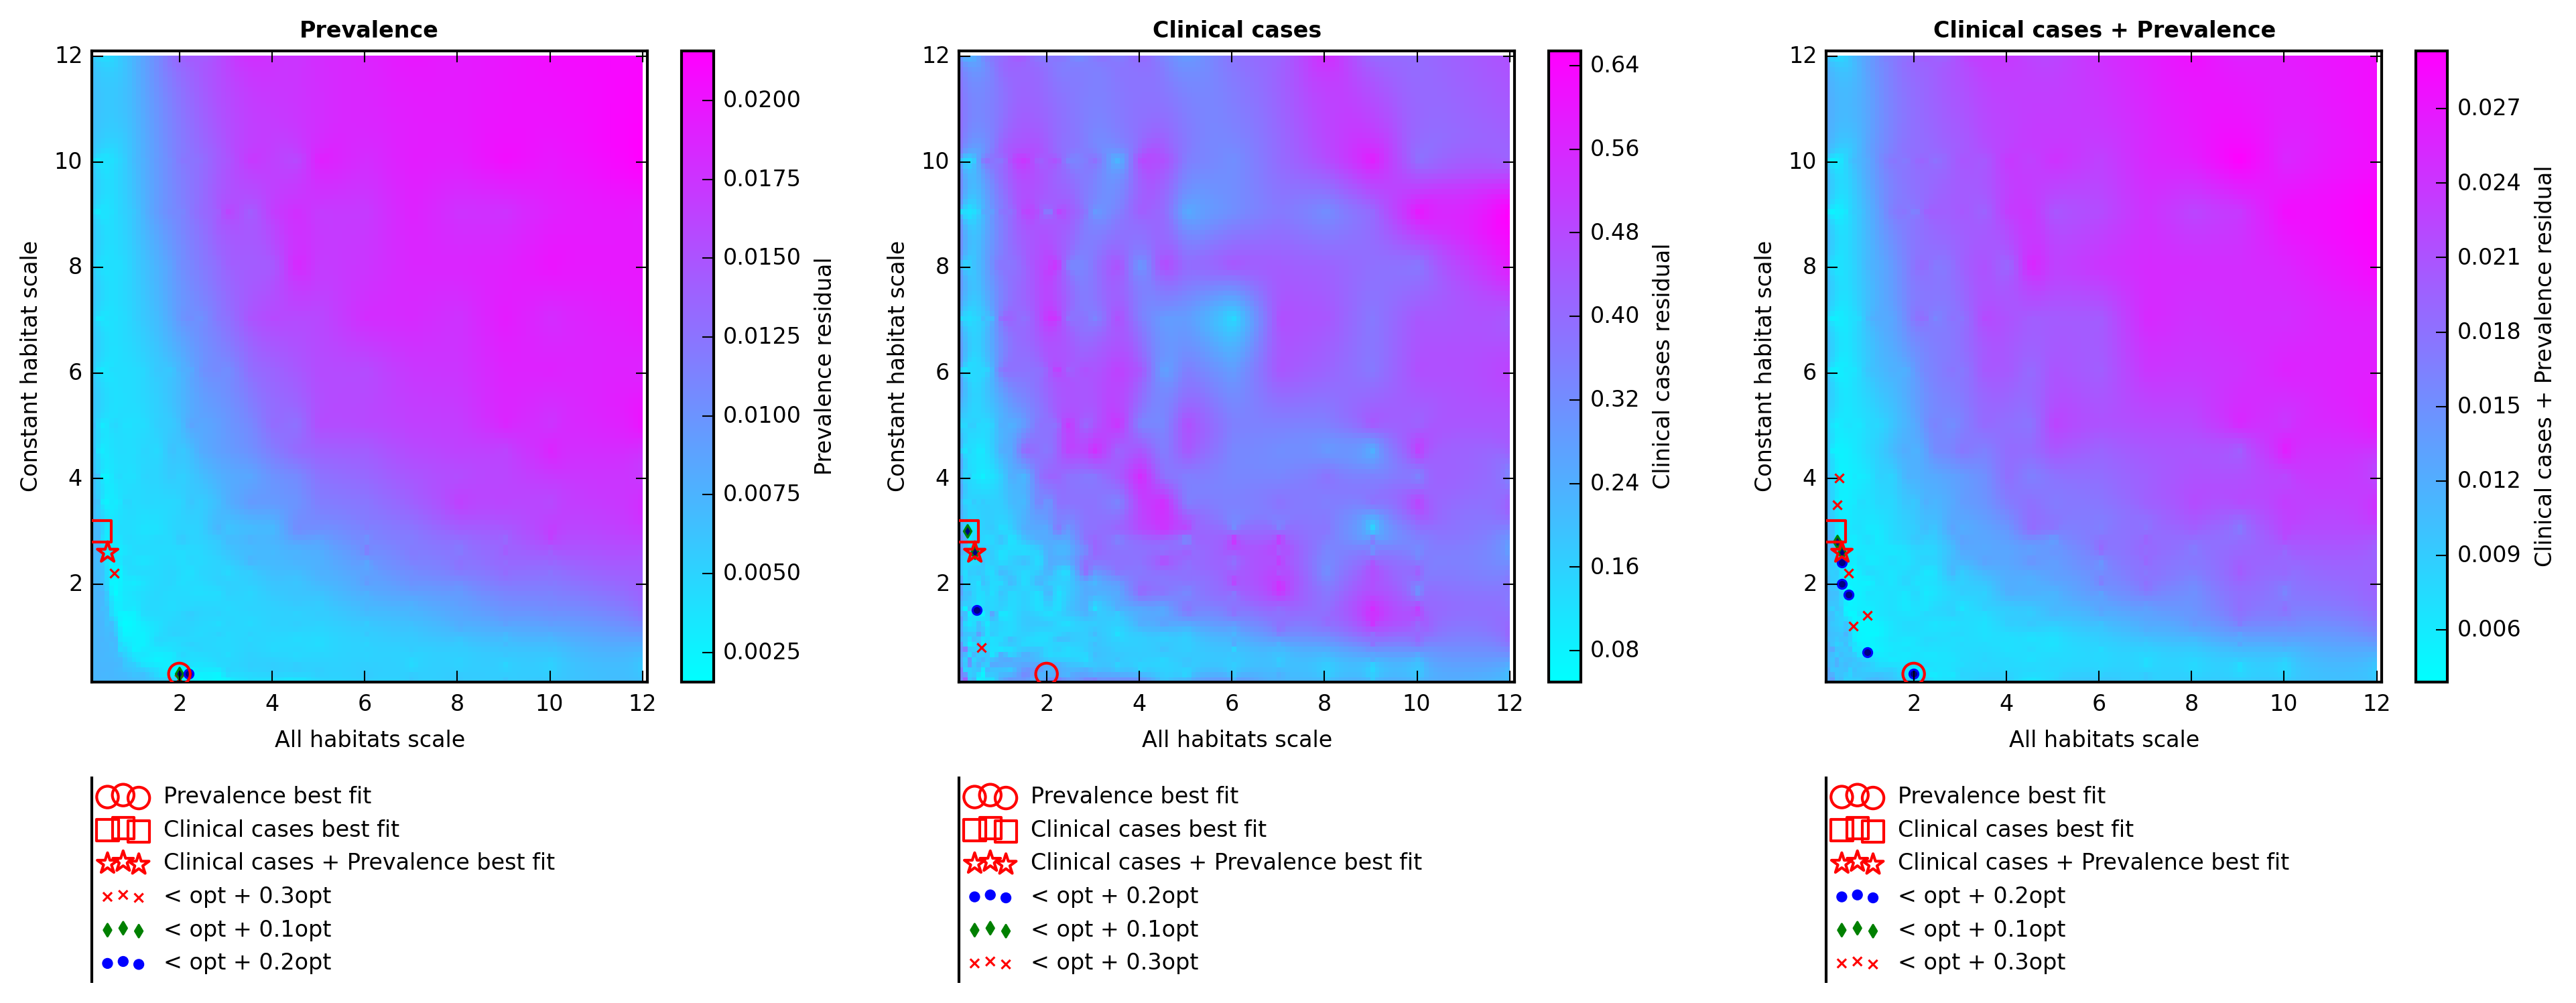 Prevalence
12
10
8
6
4
2
2 4 6 8 10 12
Constant habitat scale
All habitats scale
0.0200
0.0175
0.0150
0.0125
0.0100
0.0075
0.0050
0.0025
Prevalence residual
Prevalence best fit
Clinical cases best fit
Clinical cases + Prevalence best fit
< opt + 0.3opt
< opt + 0.1opt
< opt + 0.2opt
Clinical cases
12
10
8
6
4
2
2 4 6 8 10 12
Constant habitat scale
All habitats scale
0.64
0.56
0.48
0.40
0.32
0.24
0.16
0.08
Clinical cases residual
Prevalence best fit
Clinical cases best fit
Clinical cases + Prevalence best fit
< opt + 0.2opt
< opt + 0.1opt
< opt + 0.3opt
Clinical cases + Prevalence
12
10
8
6
4
2
2 4 6 8 10 12
Constant habitat scale
All habitats scale
0.027
0.024
0.021
0.018
0.015
0.012
0.009
0.006
Clinical cases + Prevalence residual
Prevalence best fit
Clinical cases best fit
Clinical cases + Prevalence best fit
< opt + 0.2opt
< opt + 0.1opt
< opt + 0.3opt